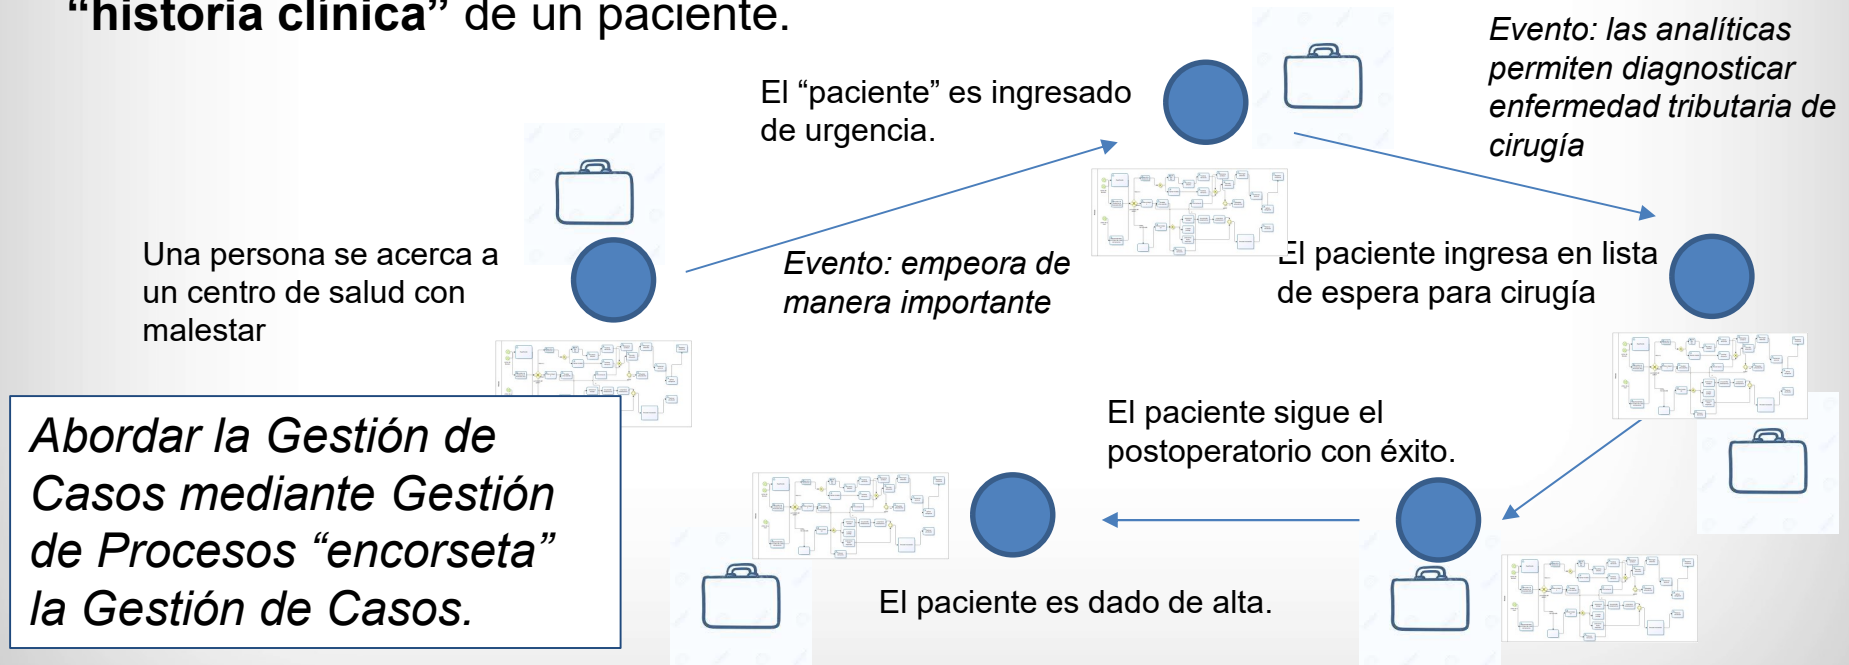 “historia clínica” de un paciente.
Evento: las analíticas
permiten diagnosticar
enfermedad tributaria de
cirugía
El “paciente” es ingresado
de urgencia.
Una persona se acerca a
un centro de salud con
malestar
Evento: empeora de
manera importante
El paciente ingresa en lista
de espera para cirugía
Abordar la Gestión de
Casos mediante Gestión
de Procesos “encorseta”
la Gestión de Casos.
El paciente sigue el
postoperatorio con éxito.
El paciente es dado de alta.